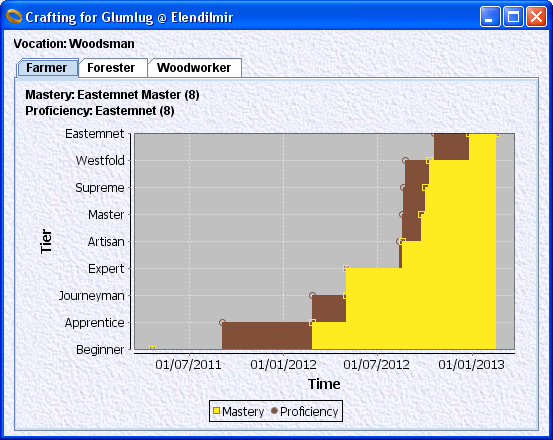 Crafting for Glumlug @ Elendilmir
Vocation: Woodsman
Farmer Forester Woodworker
Mastery: Eastemnet Master (8)
Proficiency: Eastemnet (8)
Eastemnet
Westfold
Supreme
Master
Artisan
Expert
Journeyman
Apprentice
Beginner
Tier
01/07/2011 01/01/2012 01/07/2012 01/01/2013
Time
Mastery Proficiency